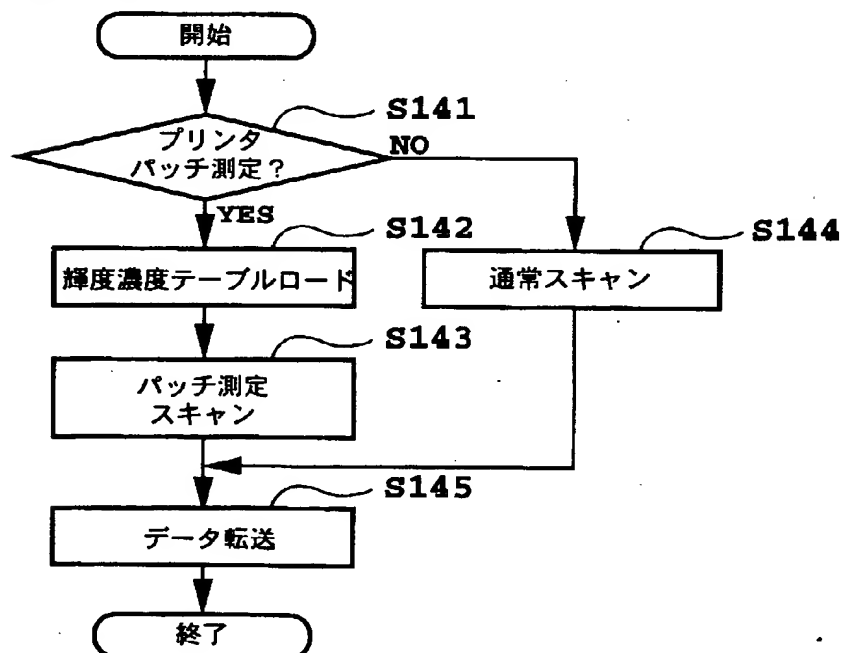 開始
S141
プリンタ
パッチ測定?
NO
YES
S142
輝度濃度テーブルロード
S144
通常スキャン
S143
パッチ測定
スキャン
S145
データ転送
終了